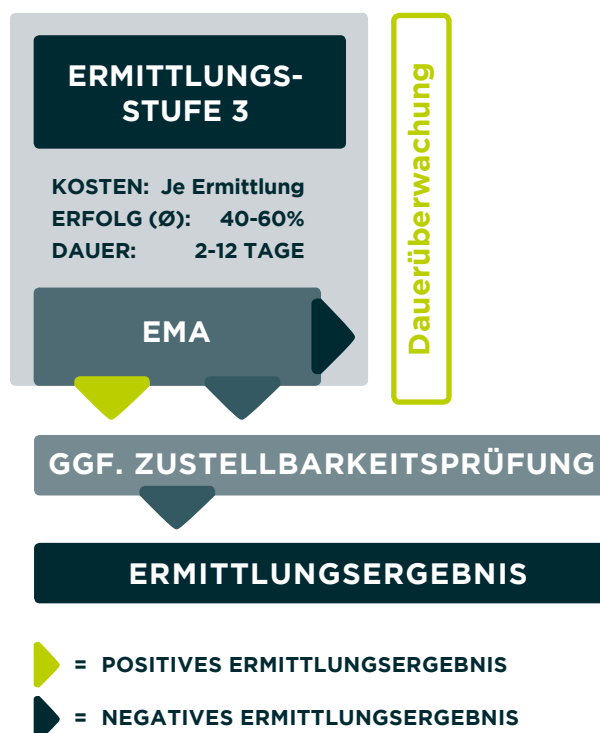 ERMITTLUNGS-
STUFE 3
KOSTEN: Je Ermittlung
ERFOLG (Ø): 40-60%
DAUER: 2-12 TAGE
EMA
Dauerüberwachung
GGF. ZUSTELLBARKEITSPRÜFUNG
ERMITTLUNGSERGEBNIS
= POSITIVES ERMITTLUNGSERGEBNIS
= NEGATIVES ERMITTLUNGSERGEBNIS